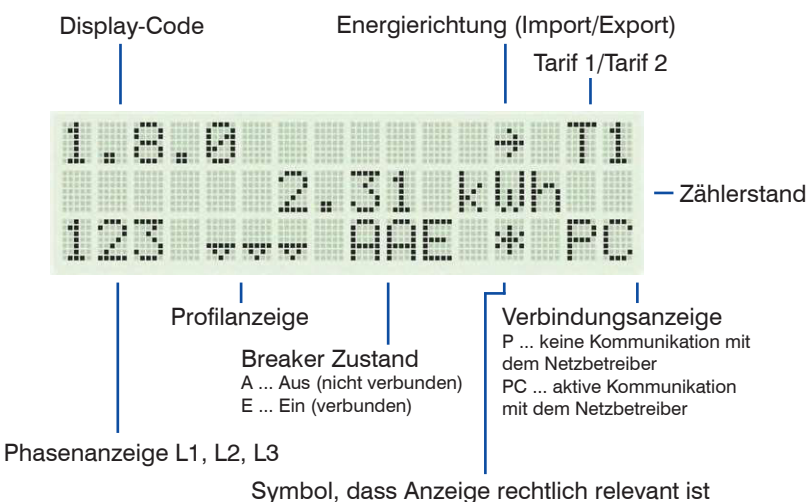 Display-Code
Energierichtung (Import/Export)
Tarif 1/Tarif 2
1.8.0 → T1
2.31 kWh
Zählerstand
123 AAE * PC
Profilanzeige
Breaker Zustand
A ... Aus (nicht verbunden)
E ... Ein (verbunden)
Verbindungsanzeige
P ... keine Kommunikation mit
dem Netzbetreiber
PC ... aktive Kommunikation
mit dem Netzbetreiber
Phasenanzeige L1, L2, L3
Symbol, dass Anzeige rechtlich relevant ist